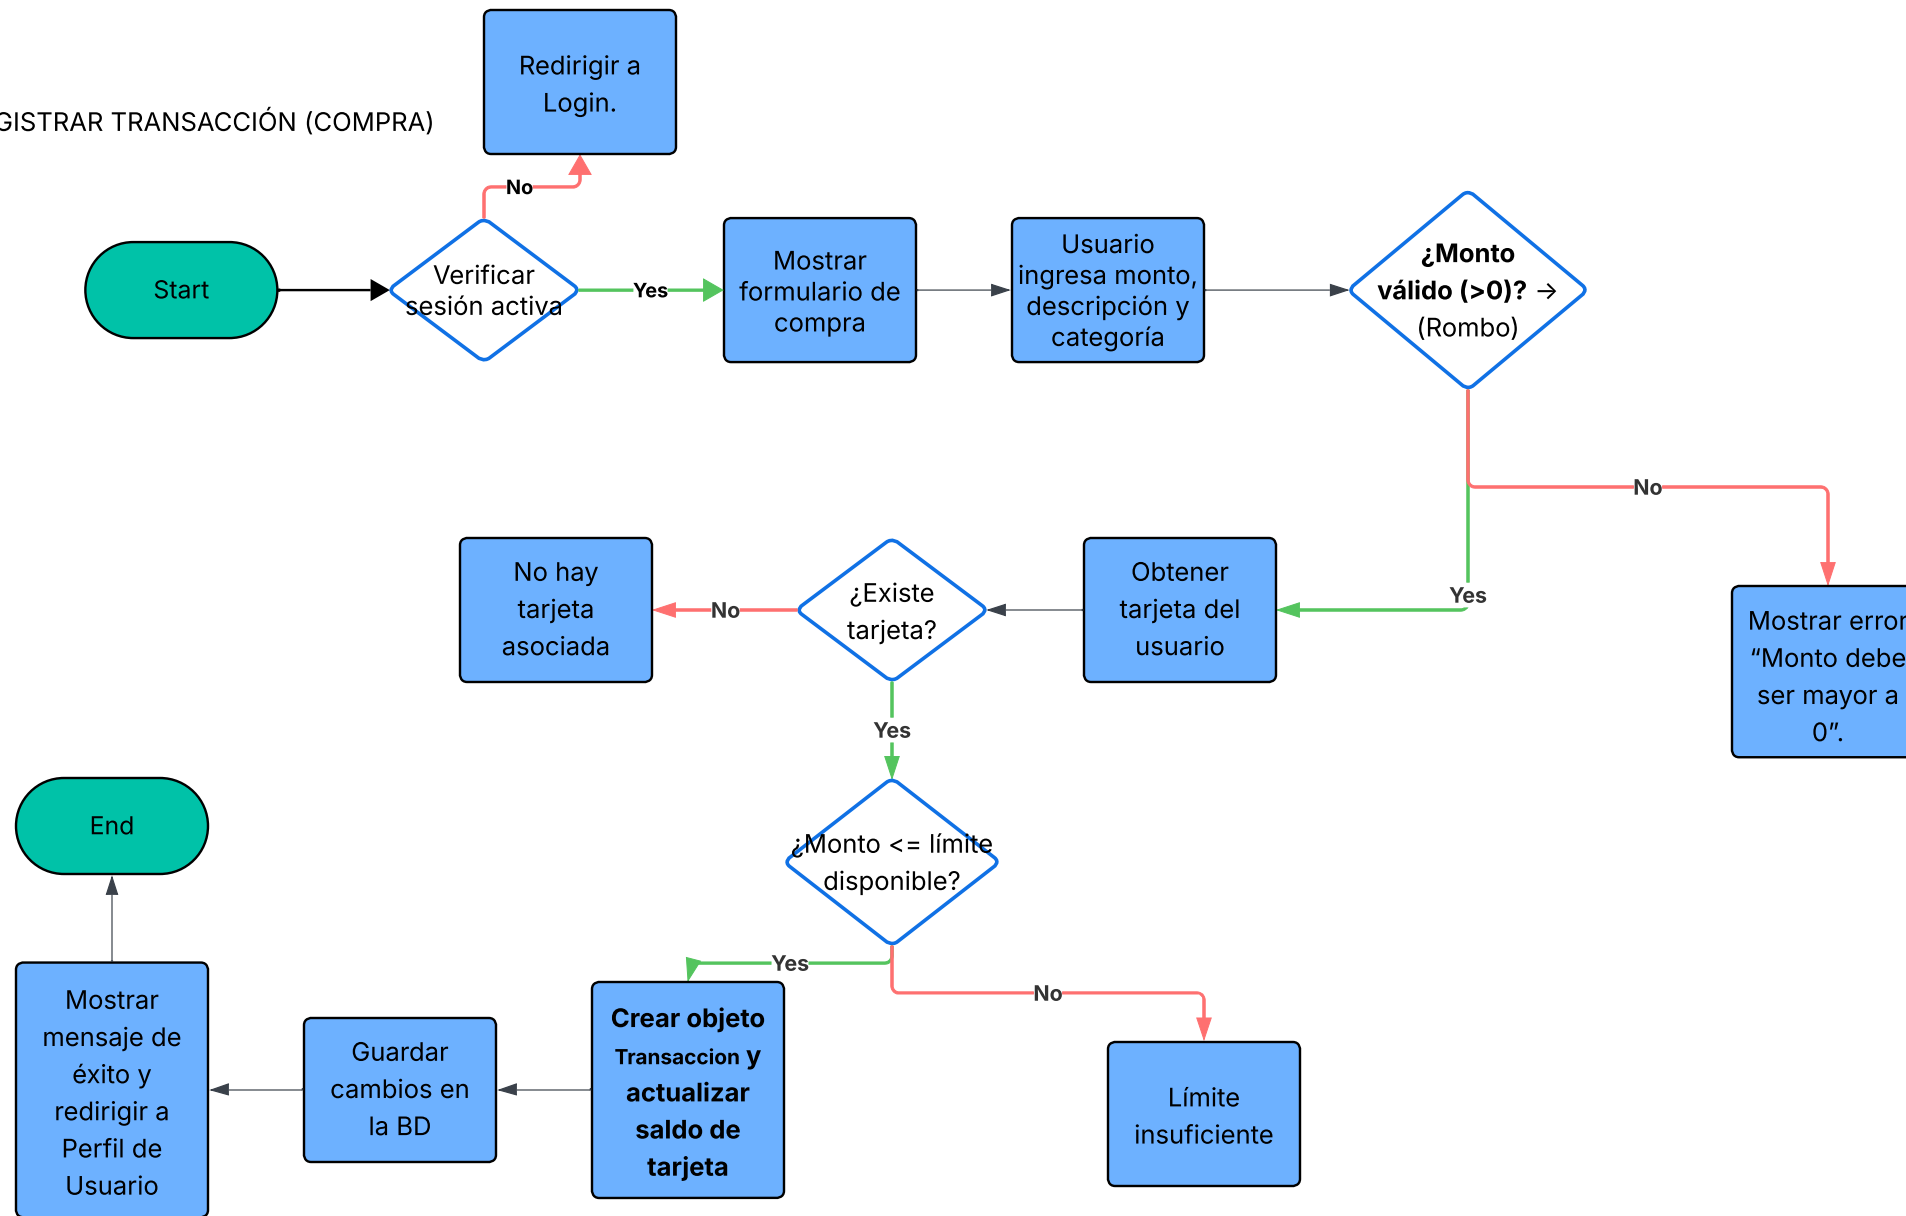 Redirigir a
Login.
GISTRAR TRANSACCIÓN (COMPRA)
No
Start
Verificar
sesión activa
Yes
Mostrar
formulario de
compra
Usuario
ingresa monto,
descripción y
categoría
¿Monto
válido (>0)? →
(Rombo)
No
Yes
No hay
tarjeta
asociada
No
¿Existe
tarjeta?
Obtener
tarjeta del
usuario
Mostrar error
“Monto debe
ser mayor a
0”.
Yes
End
¿Monto <= límite
disponible?
Yes
No
Mostrar
mensaje de
éxito y
redirigir a
Perfil de
Usuario
Guardar
cambios en
la BD
Crear objeto
Transaccion y
actualizar
saldo de
tarjeta
Límite
insuficiente